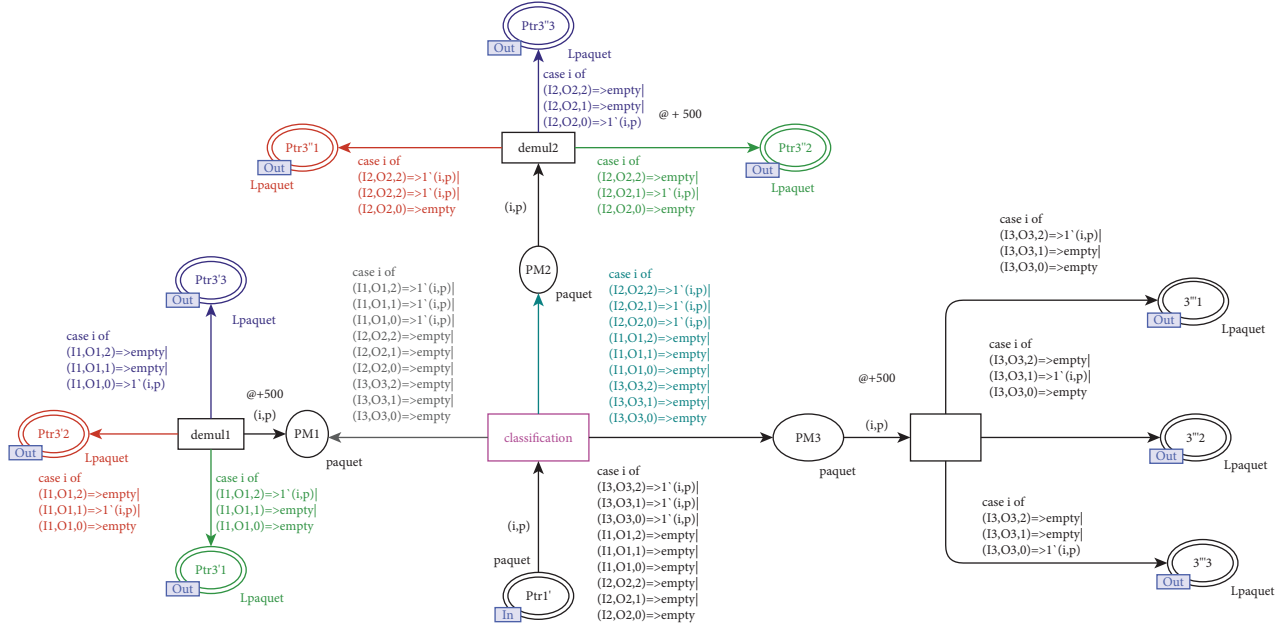 Ptr3"3
Out
Lpaquet
case i of
(I2,O2,2)=>empty|
(I2,O2,1)=>empty|
(I2,O2,0)=>1`(i,p)
@ + 500
Ptr3"1
Out
Lpaquet
demul2
Ptr3"2
Out
Lpaquet
case i of
(I2,O2,2)=>1`(i,p)|
(I2,O2,2)=>1`(i,p)|
(I2,O2,0)=>empty
case i of
(I2,O2,2)=>empty|
(I2,O2,1)=>1`(i,p)|
(I2,O2,0)=>empty
(i,p)
PM2
paquet
Ptr3'3
Out
Lpaquet
case i of
(I1,O1,2)=>1`(i,p)|
(I1,O1,1)=>1`(i,p)|
(I1,O1,0)=>1`(i,p)|
(I2,O2,2)=>empty|
(I2,O2,1)=>empty|
(I2,O2,0)=>empty|
(I3,O3,2)=>empty|
(I3,O3,1)=>empty|
(I3,O3,0)=>empty
case i of
(I2,O2,2)=>1`(i,p)|
(I2,O2,1)=>1`(i,p)|
(I2,O2,0)=>1`(i,p)|
(I1,O1,2)=>empty|
(I1,O1,1)=>empty|
(I1,O1,0)=>empty|
(I3,O3,2)=>empty|
(I3,O3,1)=>empty|
(I3,O3,0)=>empty
case i of
(I3,O3,2)=>1`(i,p)|
(I3,O3,1)=>empty|
(I3,O3,0)=>empty
3'"1
Out
Lpaquet
case i of
(I1,O1,2)=>empty|
(I1,O1,1)=>empty|
(I1,O1,0)=>1`(i,p)
case i of
(I3,O3,2)=>empty|
(I3,O3,1)=>1`(i,p)|
(I3,O3,0)=>empty
@+500
(i,p)
@+500
(i,p)
Ptr3'2
Out
Lpaquet
demul1
PM1
paquet
classification
PM3
paquet
3'"2
Out
Lpaquet
case i of
(I1,O1,2)=>empty|
(I1,O1,1)=>1`(i,p)|
(I1,O1,0)=>empty
case i of
(I1,O1,2)=>1`(i,p)|
(I1,O1,1)=>empty|
(I1,O1,0)=>empty
(i,p)
paquet
case i of
(I3,O3,2)=>1`(i,p)|
(I3,O3,1)=>1`(i,p)|
(I3,O3,0)=>1`(i,p)|
(I1,O1,2)=>empty|
(I1,O1,1)=>empty|
(I1,O1,0)=>empty|
(I2,O2,2)=>empty|
(I2,O2,1)=>empty|
(I2,O2,0)=>empty
case i of
(I3,O3,2)=>empty|
(I3,O3,1)=>empty|
(I3,O3,0)=>1`(i,p)
Ptr3'1
Out
Lpaquet
Ptr1'
In
3'"3
Out
Lpaquet